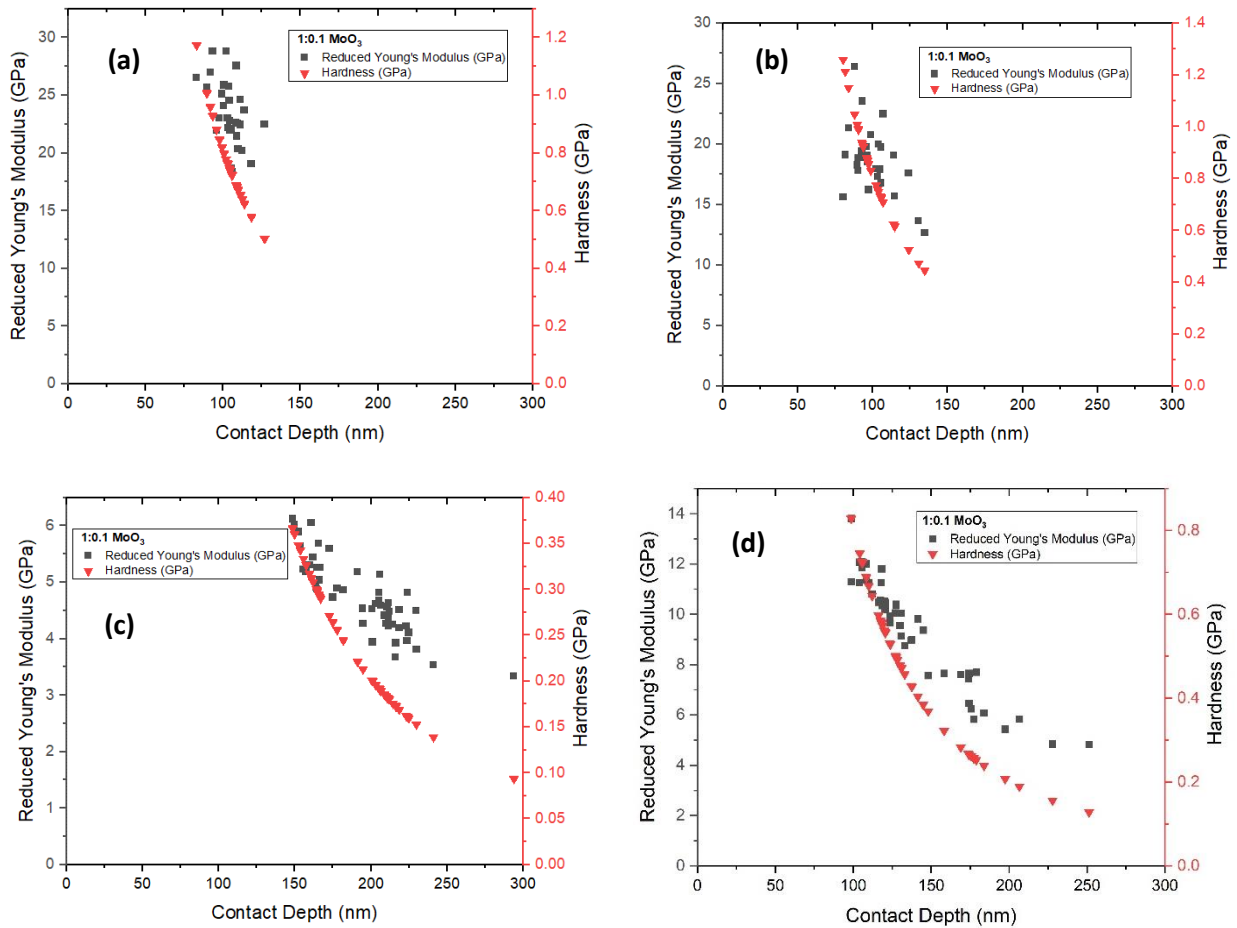 (a)
1:0.1 MoO₃
Reduced Young's Modulus (GPa)
Hardness (GPa)
Reduced Young's Modulus (GPa)
0
5
10
15
20
25
30
Hardness (GPa)
0.0
0.2
0.4
0.6
0.8
1.0
1.2
0 50 100 150 200 250 300
Contact Depth (nm)
(b)
1:0.1 MoO₃
Reduced Young's Modulus (GPa)
Hardness (GPa)
Reduced Young's Modulus (GPa)
0
5
10
15
20
25
30
Hardness (GPa)
0.0
0.2
0.4
0.6
0.8
1.0
1.2
1.4
0 50 100 150 200 250 300
Contact Depth (nm)
(c)
1:0.1 MoO₃
Reduced Young's Modulus (GPa)
Hardness (GPa)
Reduced Young's Modulus (GPa)
0
1
2
3
4
5
6
Hardness (GPa)
0.00
0.05
0.10
0.15
0.20
0.25
0.30
0.35
0.40
0 50 100 150 200 250 300
Contact Depth (nm)
(d)
1:0.1 MoO₃
Reduced Young's Modulus (GPa)
Hardness (GPa)
Reduced Young's Modulus (GPa)
0
2
4
6
8
10
12
14
Hardness (GPa)
0.0
0.2
0.4
0.6
0.8
0 50 100 150 200 250 300
Contact Depth (nm)